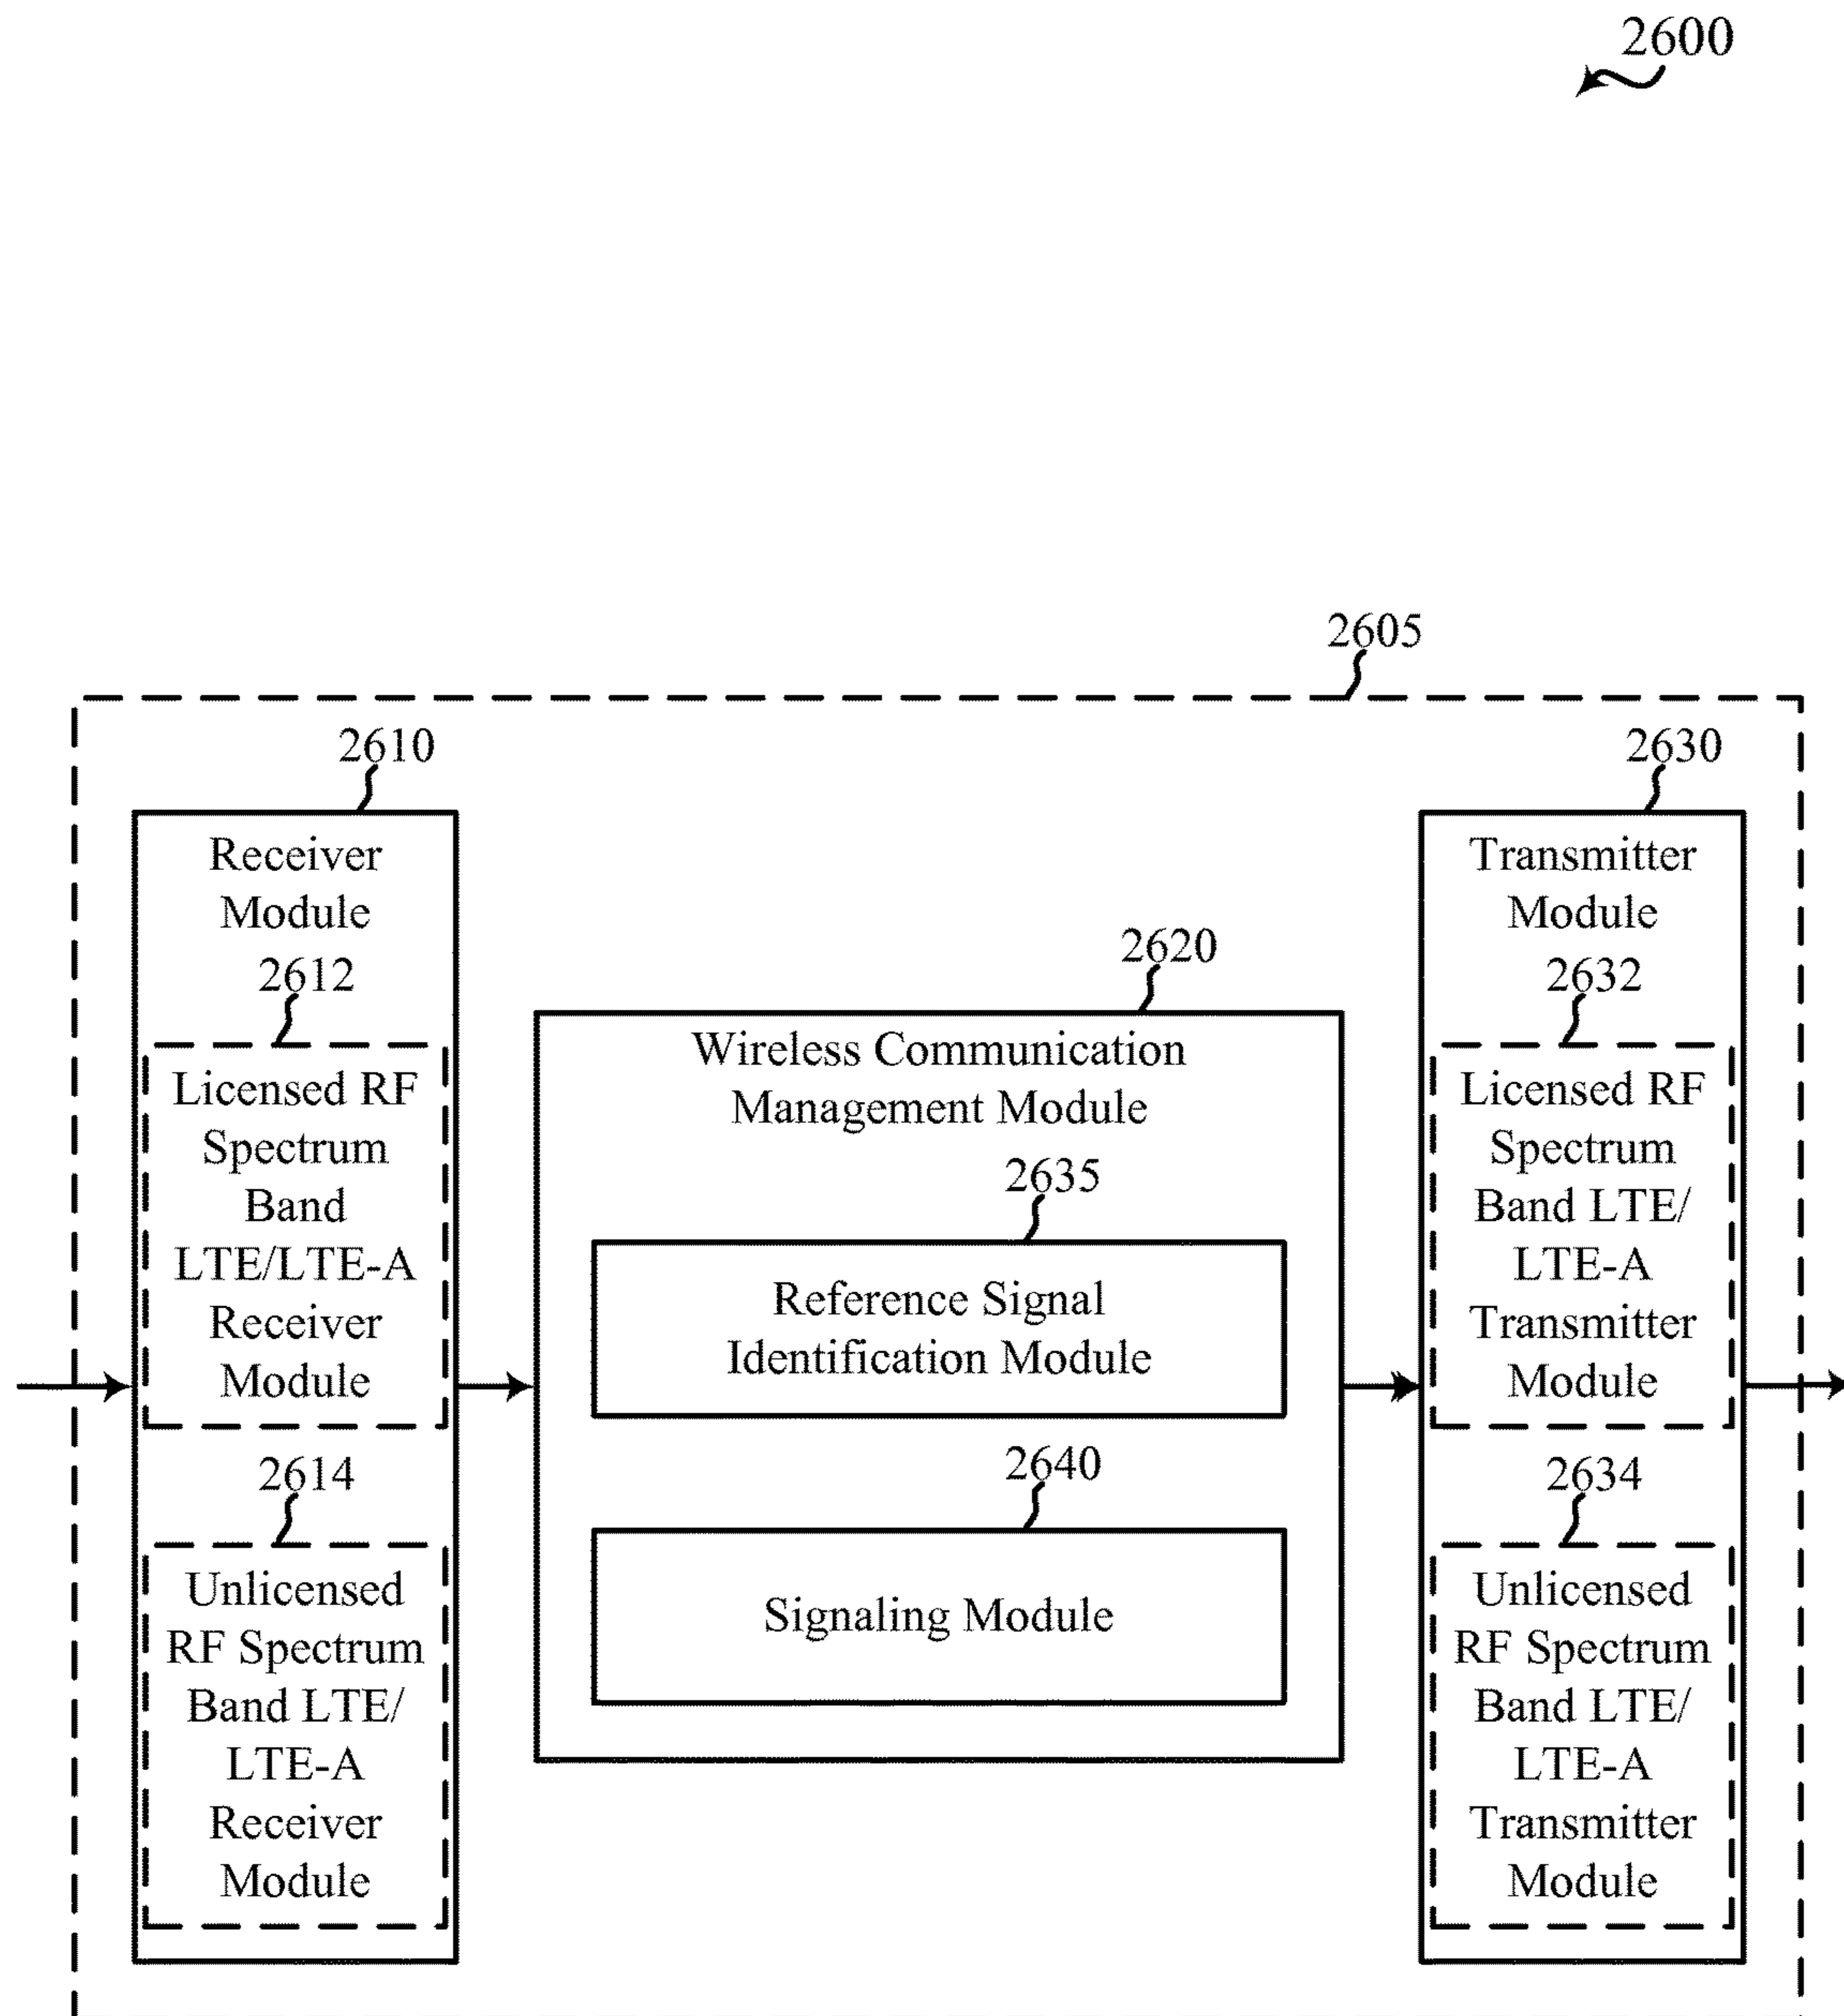 2600
2605
2610
Receiver
Module
2612
Licensed RF
Spectrum
Band
LTE/LTE-A
Receiver
Module
2614
Unlicensed
RF Spectrum
Band LTE/
LTE-A
Receiver
Module
2620
Wireless Communication
Management Module
2635
Reference Signal
Identification Module
2640
Signaling Module
2630
Transmitter
Module
2632
Licensed RF
Spectrum
Band LTE/
LTE-A
Transmitter
Module
2634
Unlicensed
RF Spectrum
Band LTE/
LTE-A
Transmitter
Module